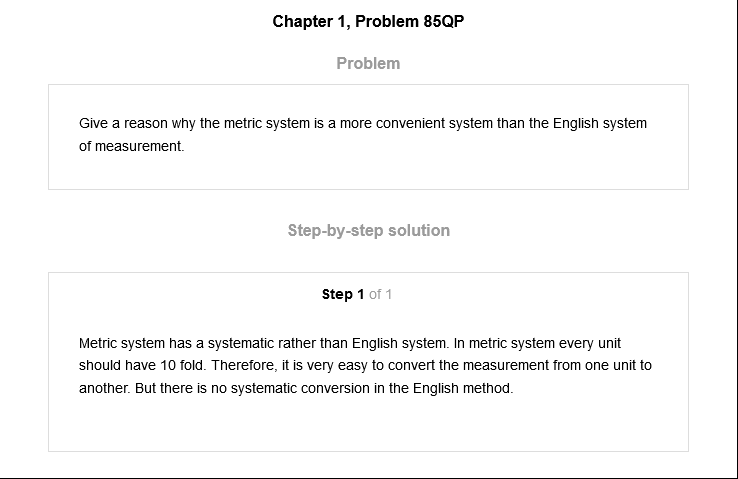 Chapter 1, Problem 85QP
Problem
Give a reason why the metric system is a more convenient system than the English system
of measurement.
Step-by-step solution
Step 1 of 1
Metric system has a systematic rather than English system. In metric system every unit
should have 10 fold. Therefore, it is very easy to convert the measurement from one unit to
another. But there is no systematic conversion in the English method.